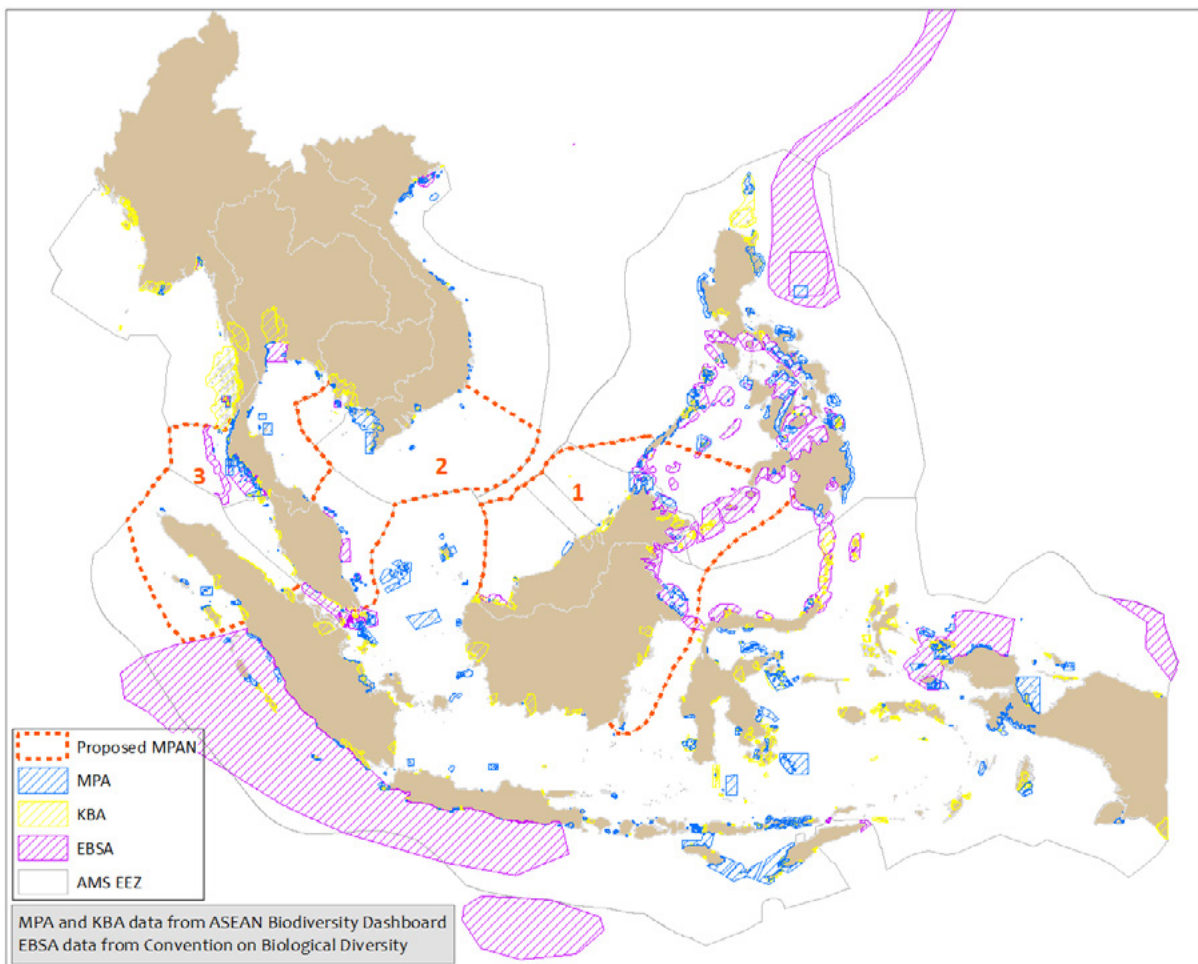 3
2
1
Proposed MPAN
MPA
KBA
EBSA
AMS EEZ
MPA and KBA data from ASEAN Biodiversity Dashboard
EBSA data from Convention on Biological Diversity